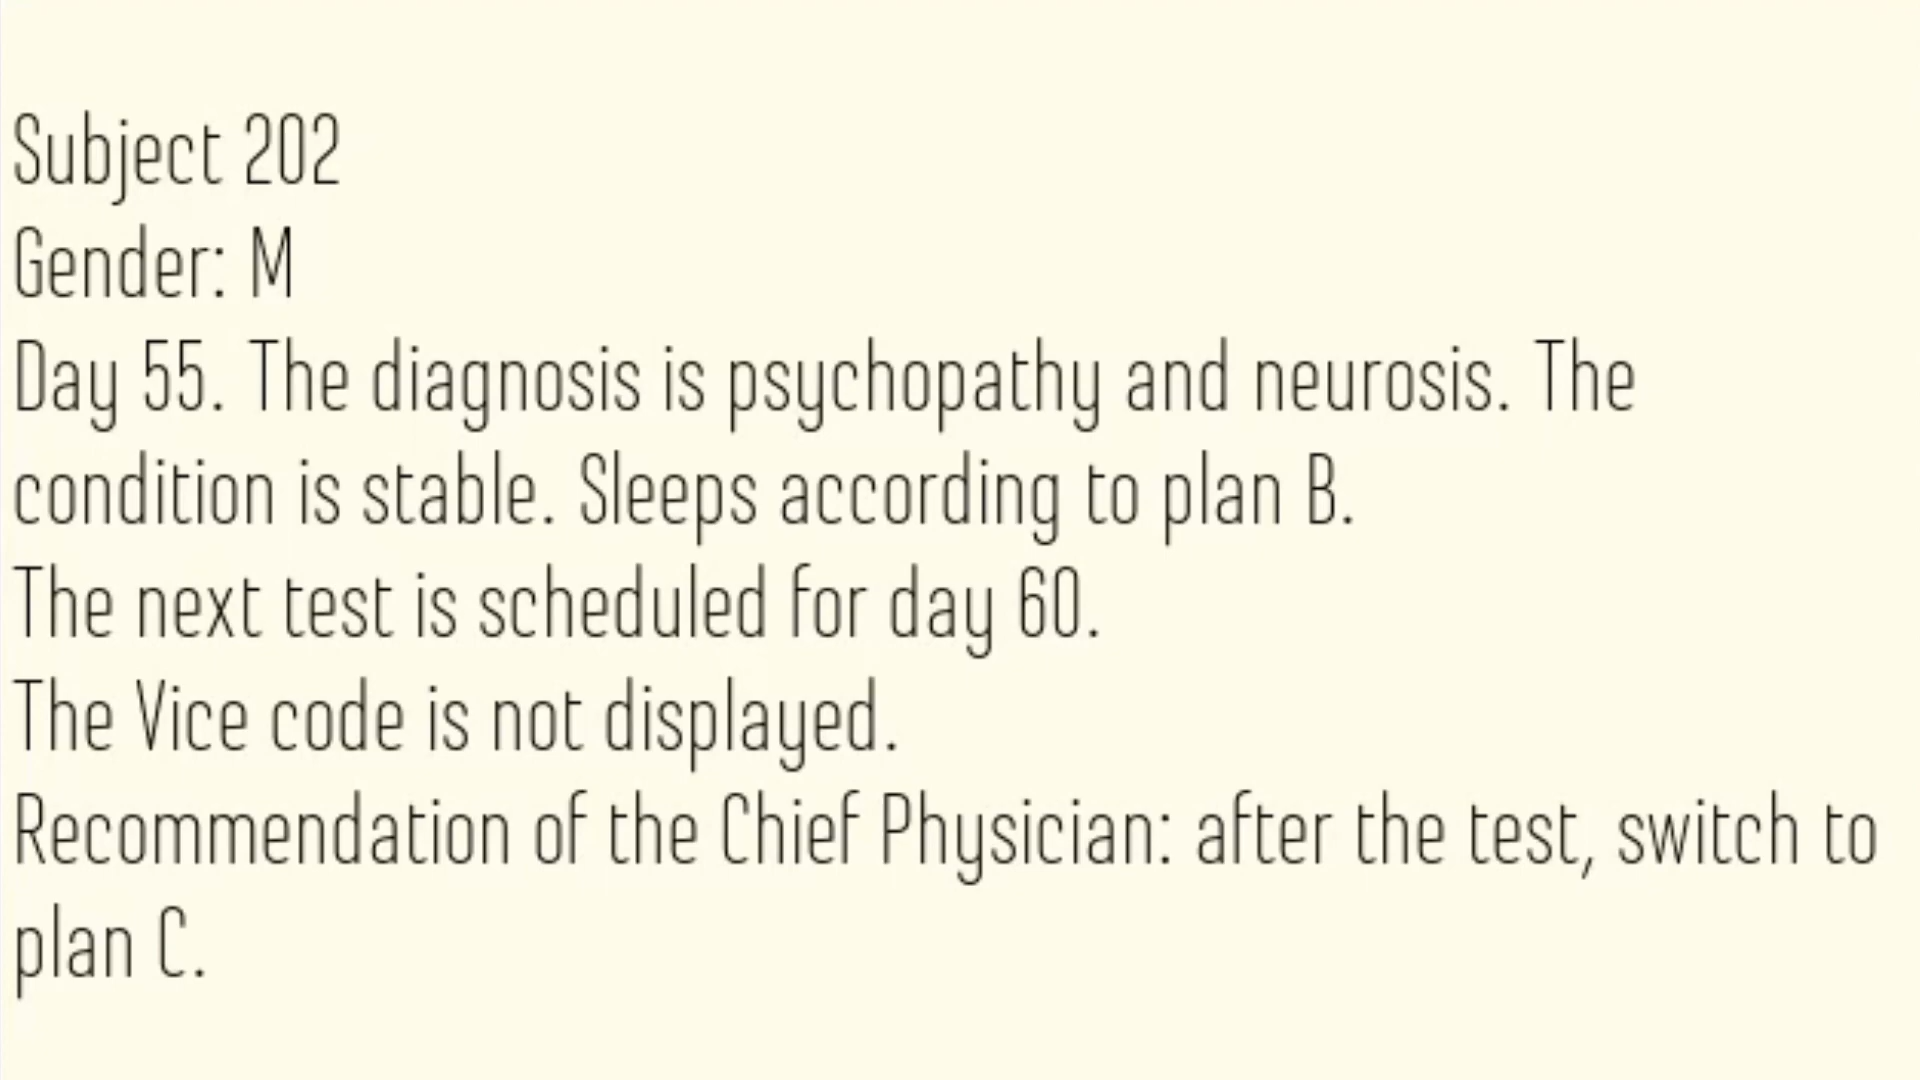 Subject 202
Gender: M
Day 55. The diagnosis is psychopathy and neurosis. The
condition is stable. Sleeps according to plan B.
The next test is scheduled for day 60.
The Vice code is not displayed.
Recommendation of the Chief Physician: after the test, switch to
plan C.